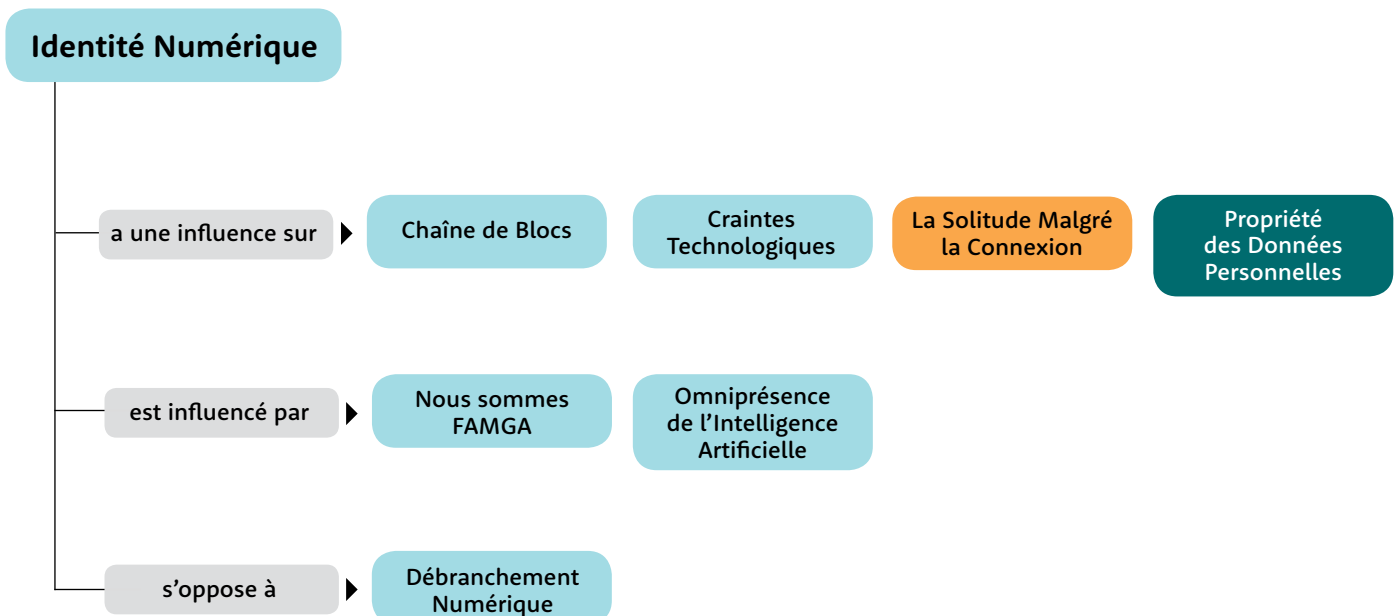 Identité Numérique
a une influence sur
Chaîne de Blocs
Craintes
Technologiques
La Solitude Malgré
la Connexion
Propriété
des Données
Personnelles
est influencé par
Nous sommes
FAMGA
Omniprésence
de l’Intelligence
Artificielle
s’oppose à
Débranchement
Numérique